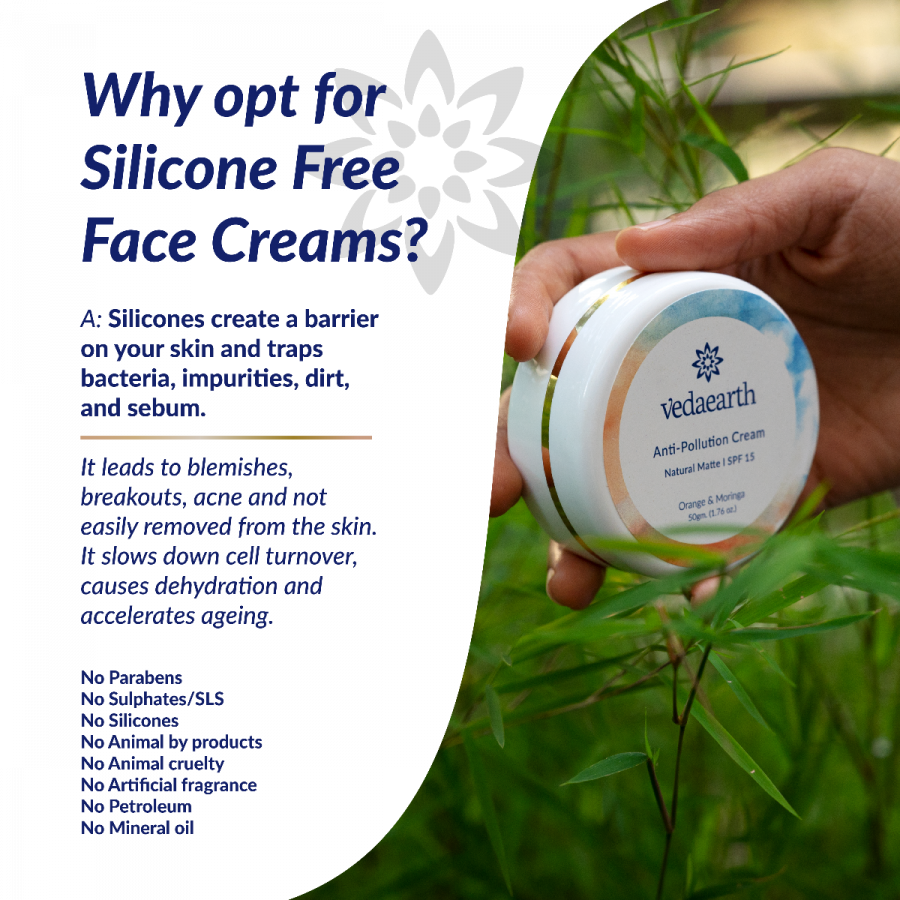 Why opt for
Silicone Free
Face Creams?
A: Silicones create a barrier
on your skin and traps
bacteria, impurities, dirt,
and sebum.
It leads to blemishes,
breakouts, acne and not
easily removed from the skin.
It slows down cell turnover,
causes dehydration and
accelerates ageing.
No Parabens
No Sulphates/SLS
No Silicones
No Animal by products
No Animal cruelty
No Artificial fragrance
No Petroleum
No Mineral oil
vedaearth
Anti-Pollution Cream
Natural Matte I SPF 15
Orange & Moringa
50gm. (1.76 oz.)